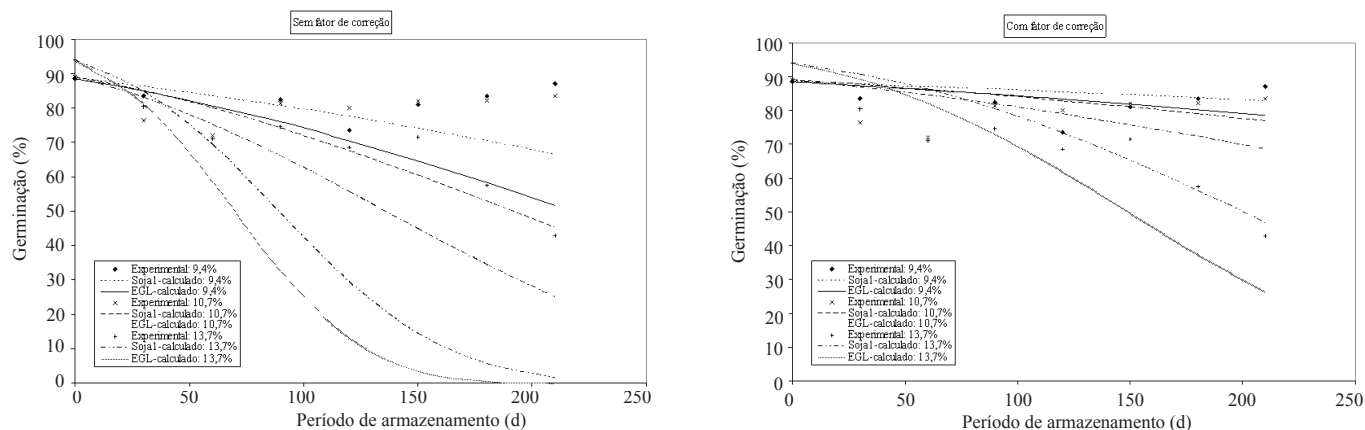 Sem fator de correção
100
90
80
70
60
50
40
30
20
10
0
Germinação (%)
Experimental: 9,4%
Soja1-calculado: 9,4%
EGL-calculado: 9,4%
Experimental: 10,7%
Soja1-calculado: 10,7%
EGL-calculado: 10,7%
Experimental: 13,7%
Soja1-calculado: 13,7%
EGL-calculado: 13,7%
0 50 100 150 200 250
Período de armazenamento (d)
Com fator de correção
100
90
80
70
60
50
40
30
20
10
0
Germinação (%)
Experimental: 9,4%
Soja1-calculado: 9,4%
EGL-calculado: 9,4%
Experimental: 10,7%
Soja1-calculado: 10,7%
EGL-calculado: 10,7%
Experimental: 13,7%
Soja1-calculado: 13,7%
EGL-calculado: 13,7%
0 50 100 150 200 250
Período de armazenamento (d)